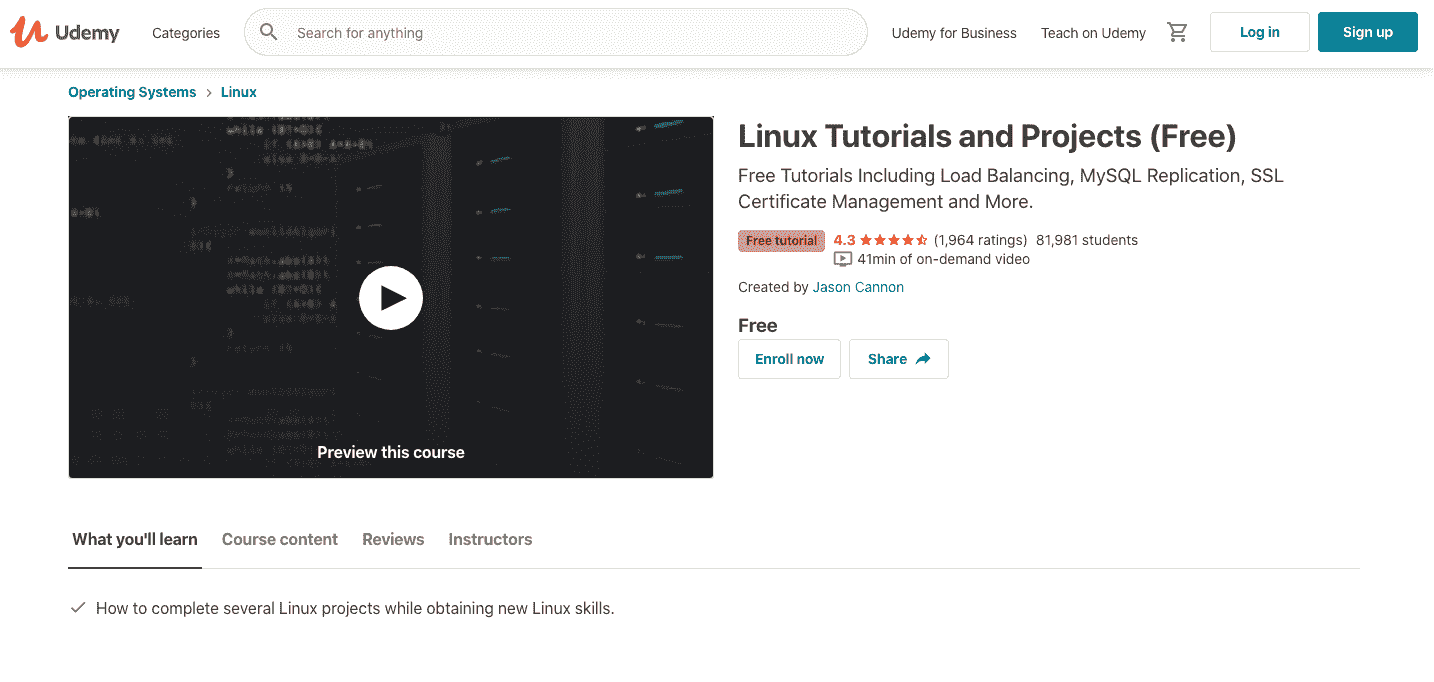 Udemy
Categories
Search for anything
Udemy for Business
Teach on Udemy
Log in
Sign up
Operating Systems > Linux
Preview this course
Linux Tutorials and Projects (Free)
Free Tutorials Including Load Balancing, MySQL Replication, SSL
Certificate Management and More.
Free tutorial 4.3 (1,964 ratings) 81,981 students
41min of on-demand video
Created by Jason Cannon
Free
Enroll now
Share
What you'll learn
Course content
Reviews
Instructors
How to complete several Linux projects while obtaining new Linux skills.